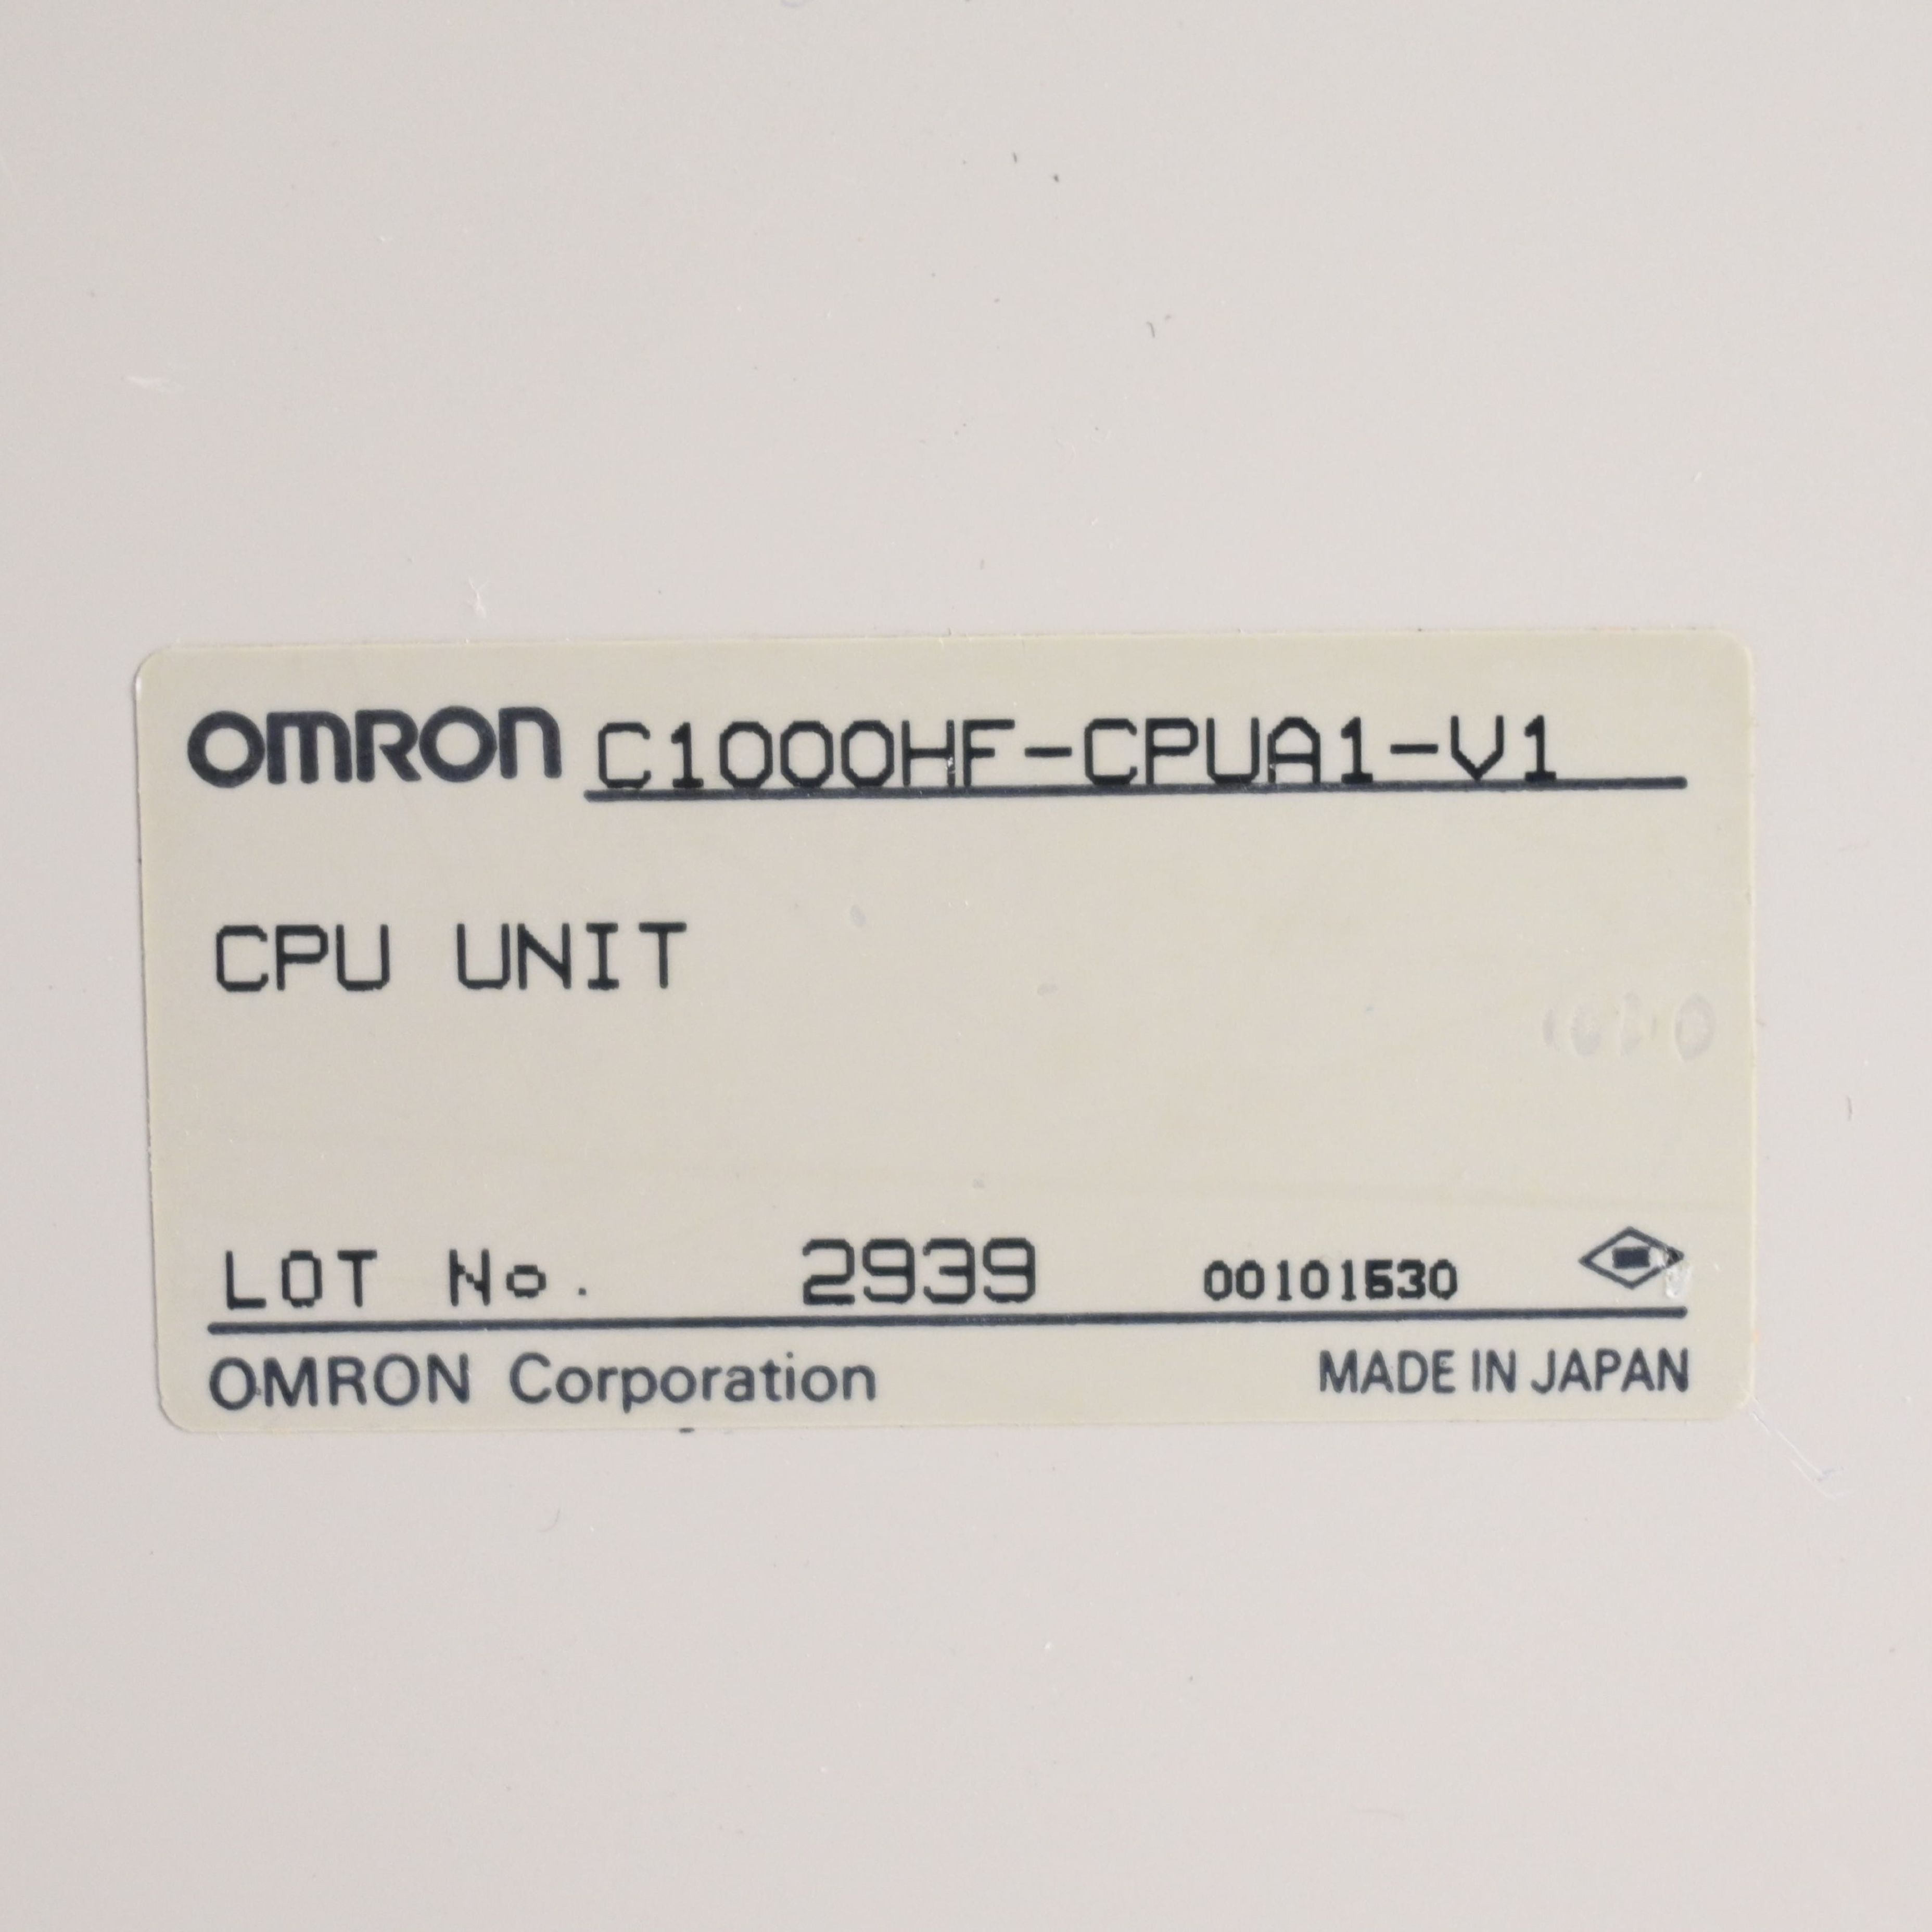 OMRON C1000HF-CPUA1-V1
CPU UNIT
LOT No. 2939 00101530
OMRON Corporation MADE IN JAPAN